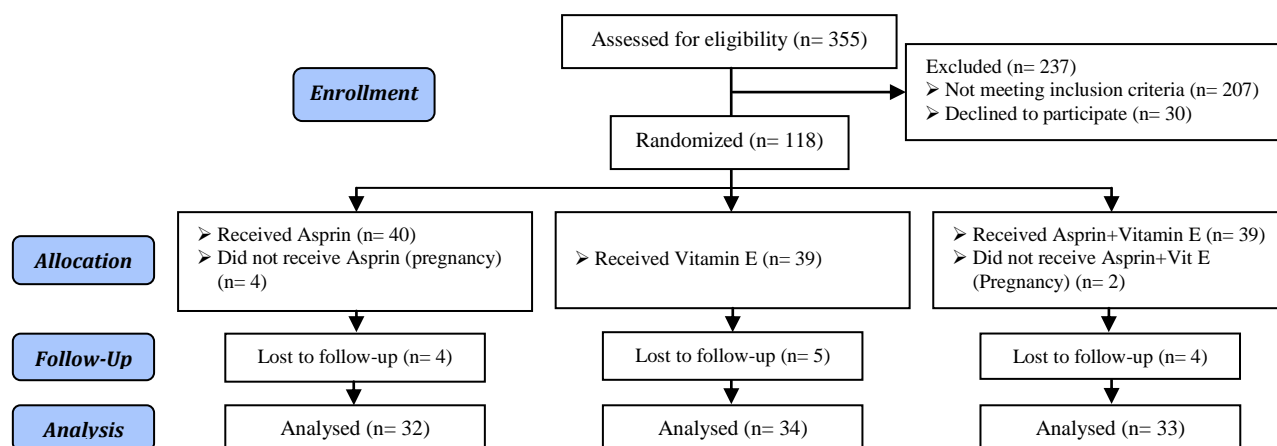 Assessed for eligibility (n= 355)
Excluded (n= 237)
➢ Not meeting inclusion criteria (n= 207)
➢ Declined to participate (n= 30)
Enrollment
Randomized (n= 118)
Allocation
➢ Received Asprin (n= 40)
➢ Did not receive Asprin (pregnancy)
(n= 4)
➢ Received Vitamin E (n= 39)
➢ Received Asprin+Vitamin E (n= 39)
➢ Did not receive Asprin+Vit E
(Pregnancy) (n= 2)
Follow-Up
Lost to follow-up (n= 4)
Lost to follow-up (n= 5)
Lost to follow-up (n= 4)
Analysis
Analysed (n= 32)
Analysed (n= 34)
Analysed (n= 33)